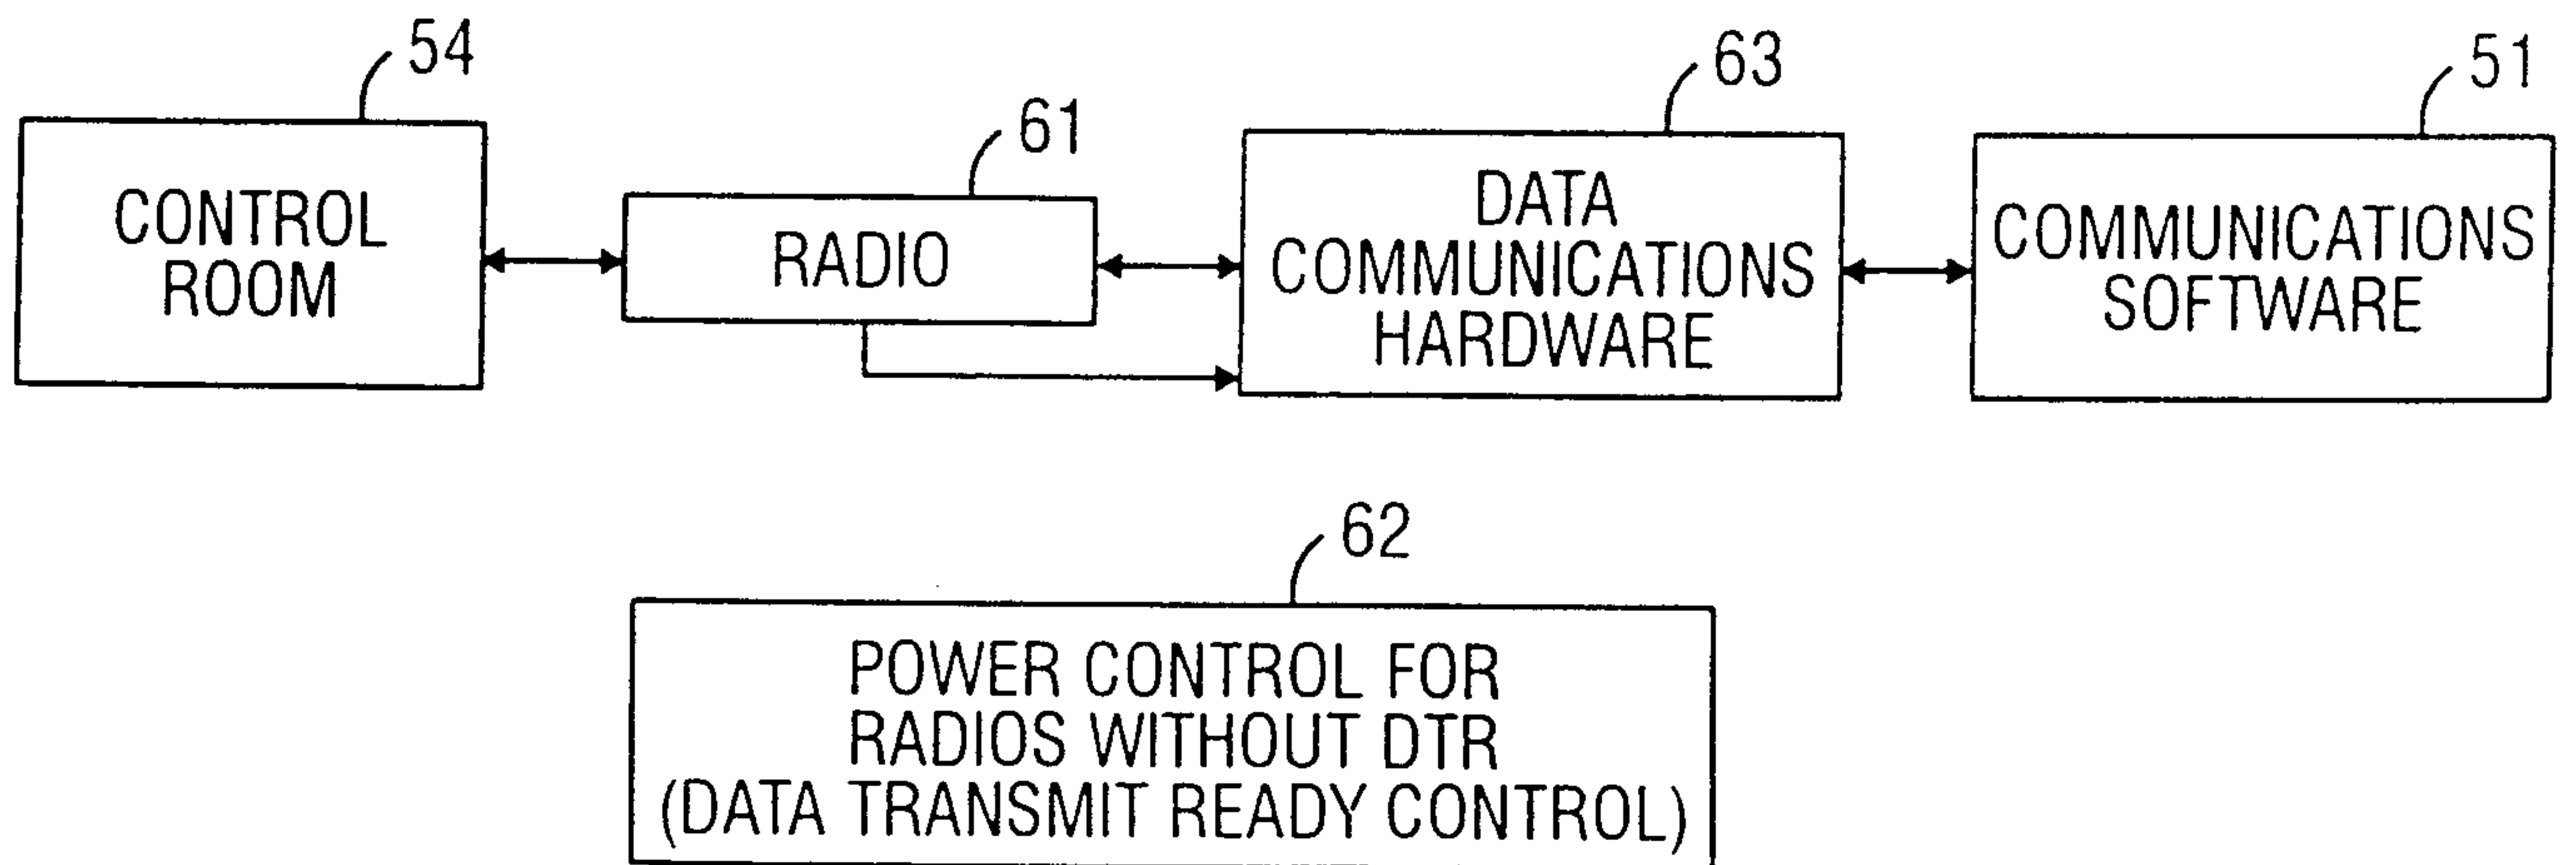 54
61
63
51
CONTROL
ROOM
RADIO
DATA
COMMUNICATIONS
HARDWARE
COMMUNICATIONS
SOFTWARE
62
POWER CONTROL FOR
RADIOS WITHOUT DTR
(DATA TRANSMIT READY CONTROL)